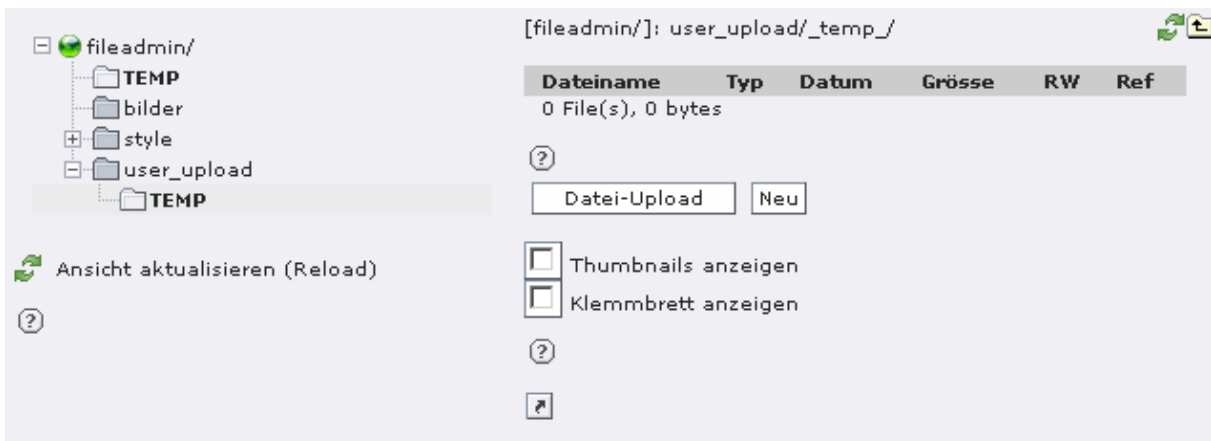 fileadmin/
TEMP
bilder
style
user_upload
TEMP
Ansicht aktualisieren (Reload)
[fileadmin/]: user_upload/_temp_/
Dateiname Typ Datum Grösse RW Ref
0 File(s), 0 bytes
Datei-Upload Neu
Thumbnails anzeigen
Klemmbrett anzeigen